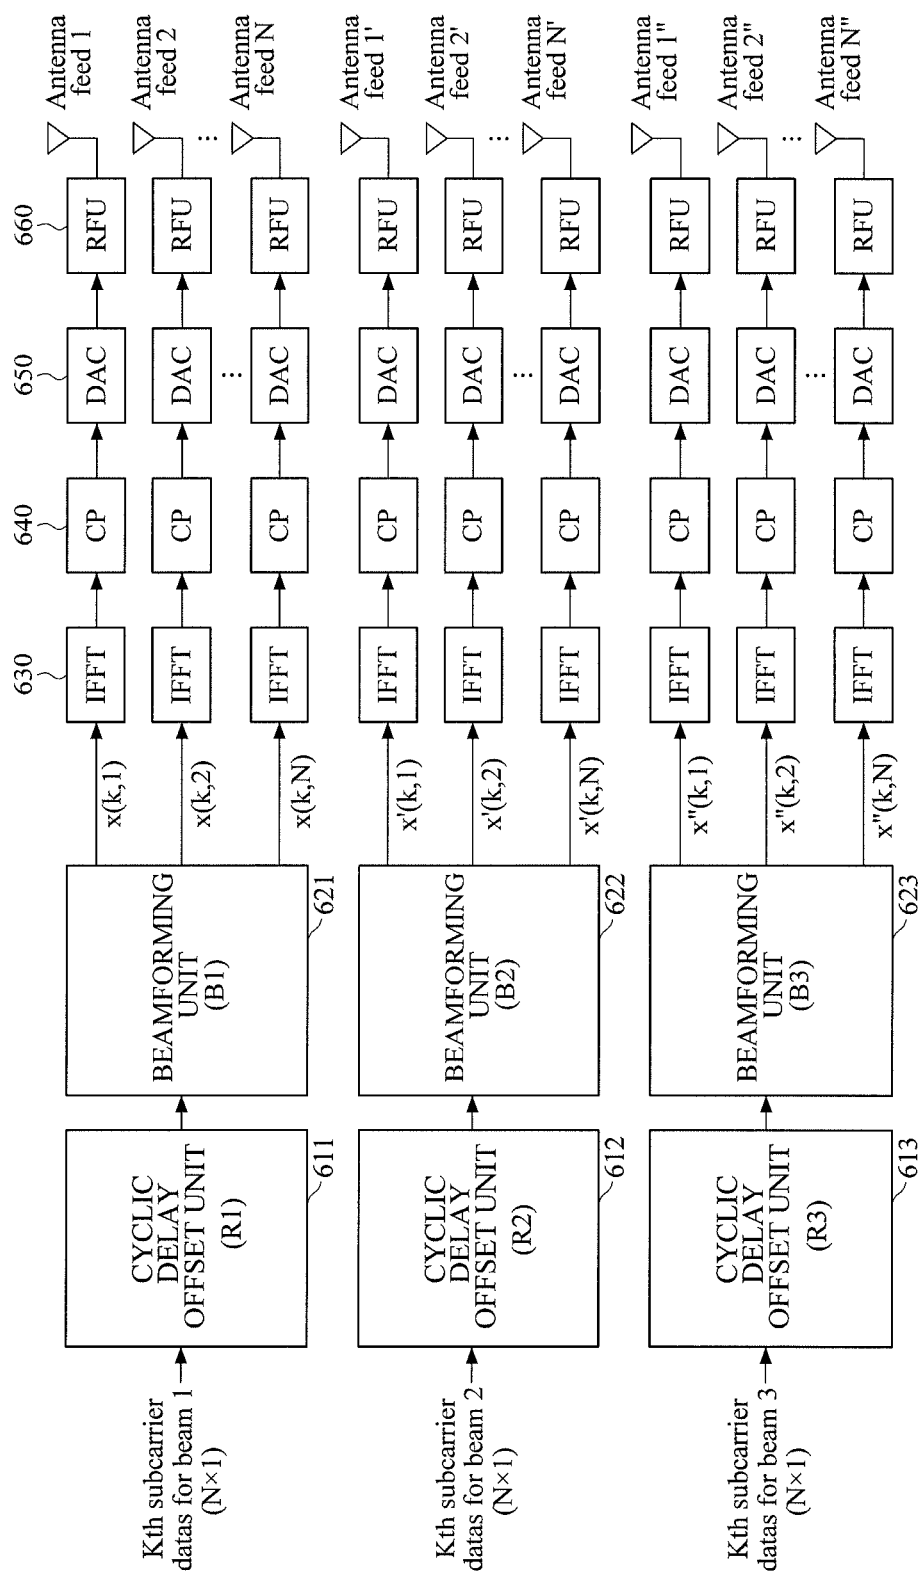 Kth subcarrier
datas for beam 1
(N×1)
CYCLIC
DELAY
OFFSET UNIT
(R1)
611
BEAMFORMING
UNIT
(B1)
621
x(k,1)
x(k,2)
x(k,N)
630
IFFT
IFFT
IFFT
640
CP
CP
CP
650
DAC
DAC
...
DAC
660
RFU
RFU
RFU
Antenna
feed 1
Antenna
feed 2
...
Antenna
feed N
Kth subcarrier
datas for beam 2
(N×1)
CYCLIC
DELAY
OFFSET UNIT
(R2)
612
BEAMFORMING
UNIT
(B2)
622
x'(k,1)
x'(k,2)
x'(k,N)
IFFT
IFFT
IFFT
CP
CP
CP
DAC
DAC
...
DAC
RFU
RFU
RFU
Antenna
feed 1'
Antenna
feed 2'
...
Antenna
feed N'
Kth subcarrier
datas for beam 3
(N×1)
CYCLIC
DELAY
OFFSET UNIT
(R3)
613
BEAMFORMING
UNIT
(B3)
623
x"(k,1)
x"(k,2)
x"(k,N)
IFFT
IFFT
IFFT
CP
CP
CP
DAC
DAC
...
DAC
RFU
RFU
RFU
Antenna
feed 1"
Antenna
feed 2"
...
Antenna
feed N"